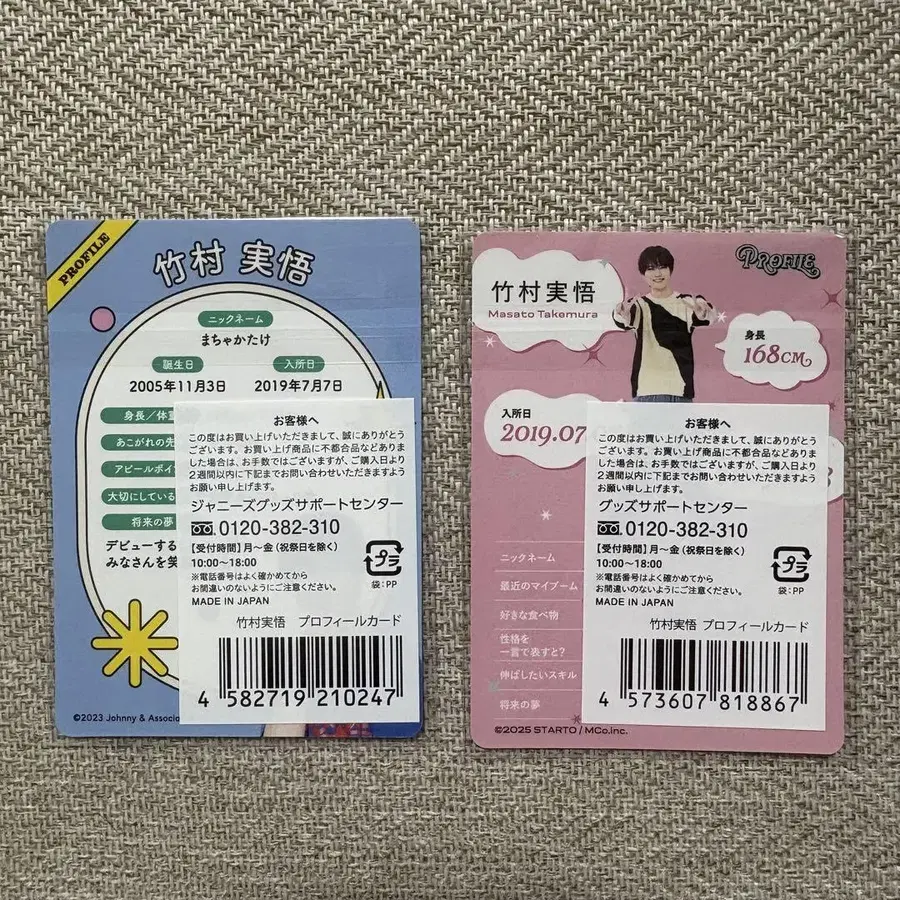 PROFILE
竹村 実悟
ニックネーム
まちゃかたけ
誕生日 入所日
2005年11月3日 2019年7月7日
身長／体重
あこがれの先
アピールポイ
大切にしている
将来の夢
デビューする
みなさんを笑
お客様へ
この度はお買い上げいただきまして、誠にありがとう
ございます。お買い上げ商品に不都合品などありま
した場合は、お手数ではございますが、ご購入日より
2週間以内に下記までお問い合わせいただきますよう
お願い申し上げます。
ジャニーズグッズサポートセンター
0120-382-310
【受付時間】月～金（祝祭日を除く）
10:00～18:00
※電話番号はよく確かめてから
お間違いのないようにご注意ください。
MADE IN JAPAN
プラ
袋:PP
竹村実悟 プロフィールカード
4 582719 210247
©2023 Johnny & Associa
PROFILE
竹村実悟
Masato Takemura
身長
168CM
入所日
2019.07
ニックネーム
最近のマイブーム
好きな食べ物
性格を
一言で表すと?
伸ばしたいスキル
将来の夢
お客様へ
この度はお買い上げいただきまして、誠にありがとう
ございます。お買い上げ商品に不都合品などありま
した場合は、お手数ではございますが、ご購入日より
2週間以内に下記までお問い合わせいただきますよう
お願い申し上げます。
グッズサポートセンター
0120-382-310
【受付時間】月～金（祝祭日を除く）
10:00～18:00
※電話番号はよく確かめてから
お間違いのないようにご注意ください。
MADE IN JAPAN
プラ
袋:PP
竹村実悟 プロフィールカード
4 573607 818867
©2025 STARTO / MCo.inc.